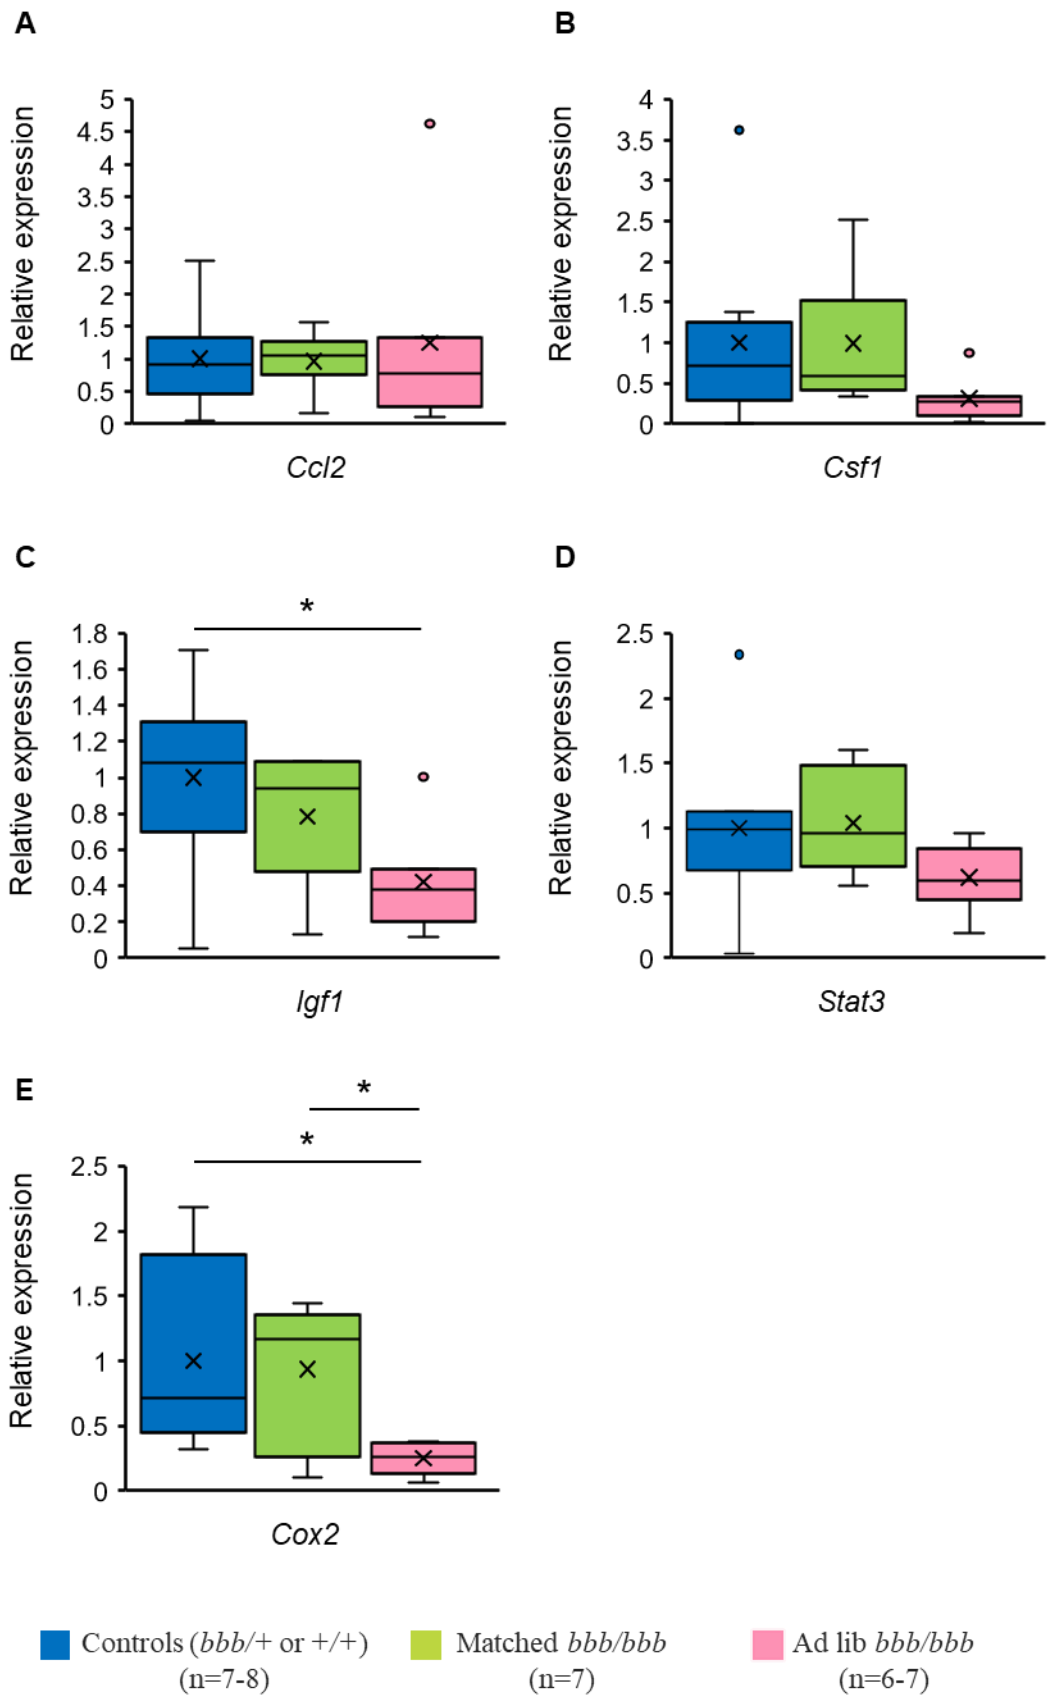 A
B
Relative expression
5
4.5
4
3.5
3
2.5
2
1.5
1
0.5
0
Ccl2
Relative expression
4
3.5
3
2.5
2
1.5
1
0.5
0
Csf1
C
D
*
Relative expression
1.8
1.6
1.4
1.2
1
0.8
0.6
0.4
0.2
0
Igf1
Relative expression
2.5
2
1.5
1
0.5
0
Stat3
E
*
*
Relative expression
2.5
2
1.5
1
0.5
0
Cox2
Controls (bbb/+ or +/+)
(n=7-8)
Matched bbb/bbb
(n=7)
Ad lib bbb/bbb
(n=6-7)